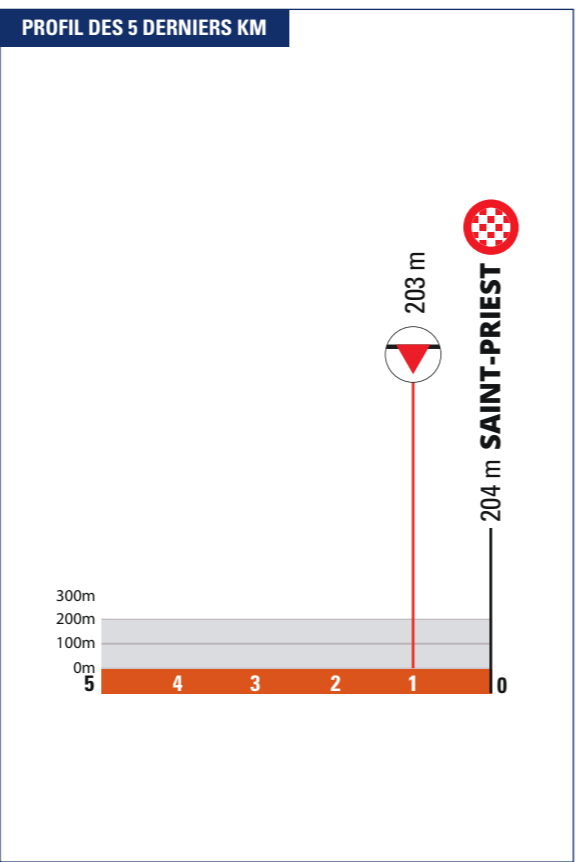 PROFIL DES 5 DERNIERS KM
203 m
204 m SAINT-PRIEST
300m
200m
100m
0m
5 4 3 2 1 0